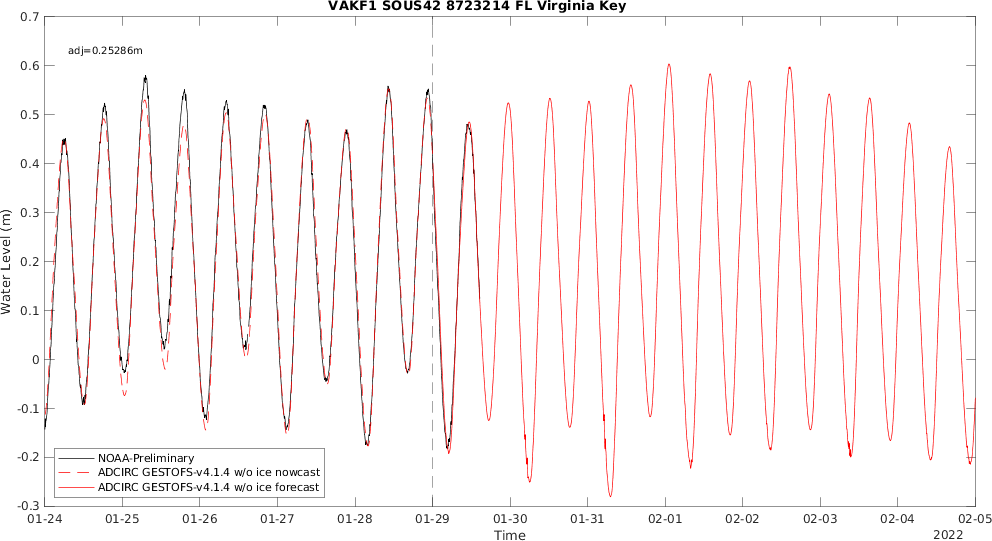 VAKF1 SOUS42 8723214 FL Virginia Key
adj=0.25286m
Water Level (m)
0.7
0.6
0.5
0.4
0.3
0.2
0.1
0
-0.1
-0.2
-0.3
NOAA-Preliminary
ADCIRC GESTOFS-v4.1.4 w/o ice nowcast
ADCIRC GESTOFS-v4.1.4 w/o ice forecast
01-24 01-25 01-26 01-27 01-28 01-29 01-30 01-31 02-01 02-02 02-03 02-04 02-05
Time
2022